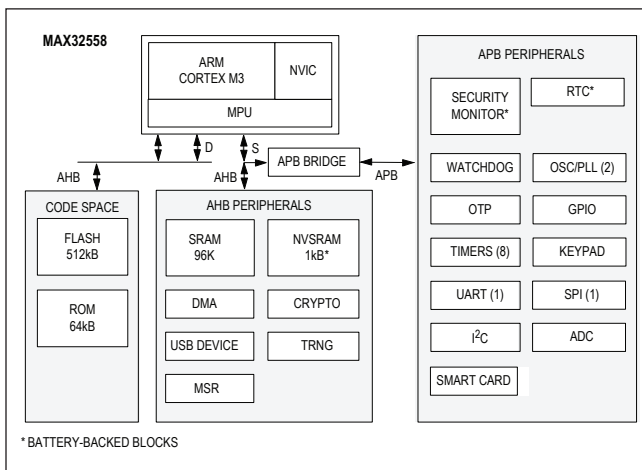 MAX32558
ARM
CORTEX M3
NVIC
MPU
D
S
AHB
AHB
APB BRIDGE
APB
CODE SPACE
FLASH
512kB
ROM
64kB
AHB PERIPHERALS
SRAM
96K
NVSRAM
1kB*
DMA
CRYPTO
USB DEVICE
TRNG
MSR
APB PERIPHERALS
SECURITY
MONITOR*
RTC*
WATCHDOG
OSC/PLL (2)
OTP
GPIO
TIMERS (8)
KEYPAD
UART (1)
SPI (1)
I²C
ADC
SMART CARD
* BATTERY-BACKED BLOCKS